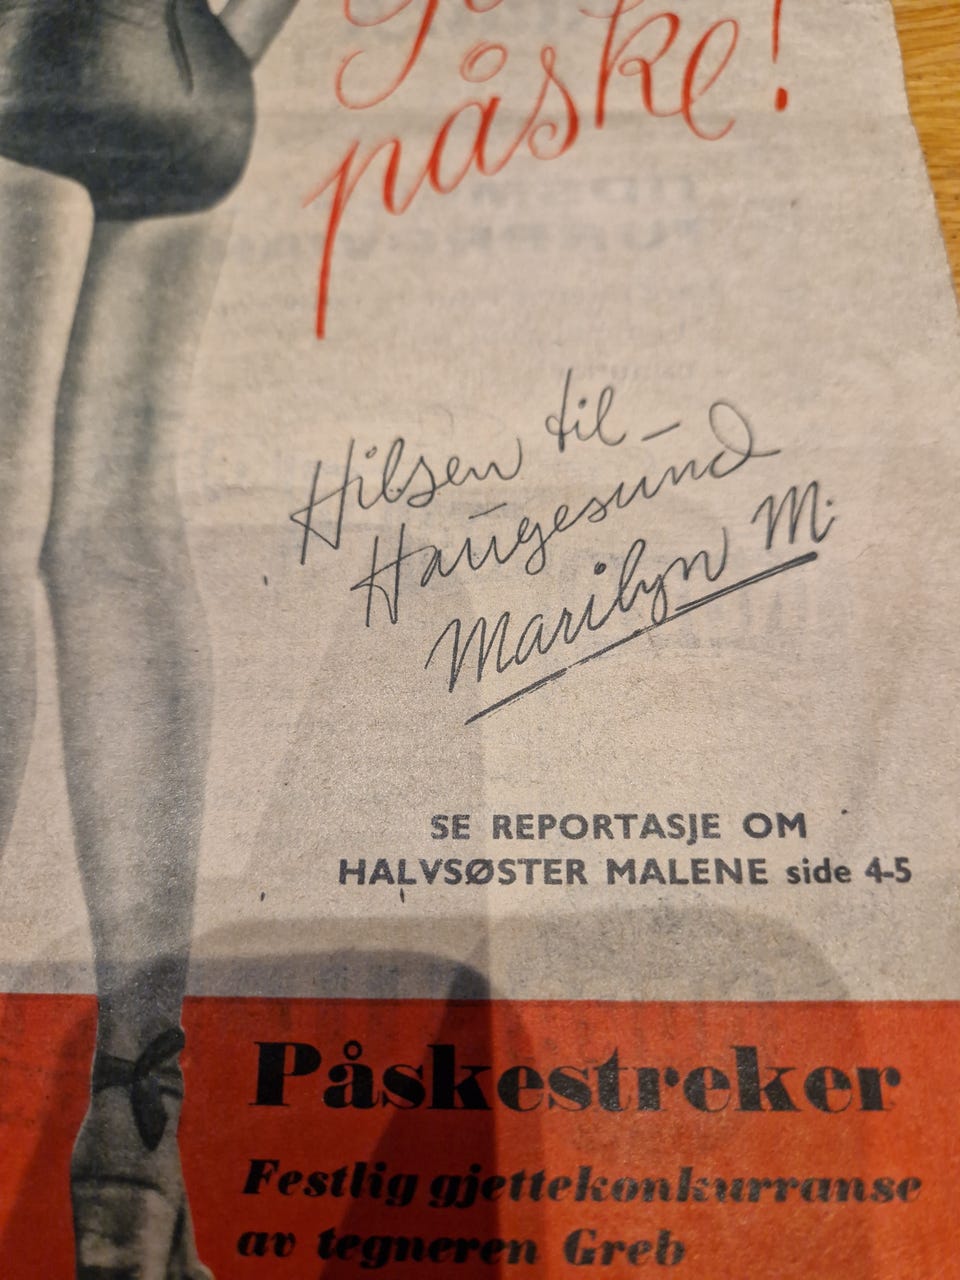 påske!
Hilsen til -
Haugesund
Marilyn M.
SE REPORTASJE OM
HALVSØSTER MALENE side 4-5
Påskestreker
Festlig gjettekonkurranse
av tegneren Greb